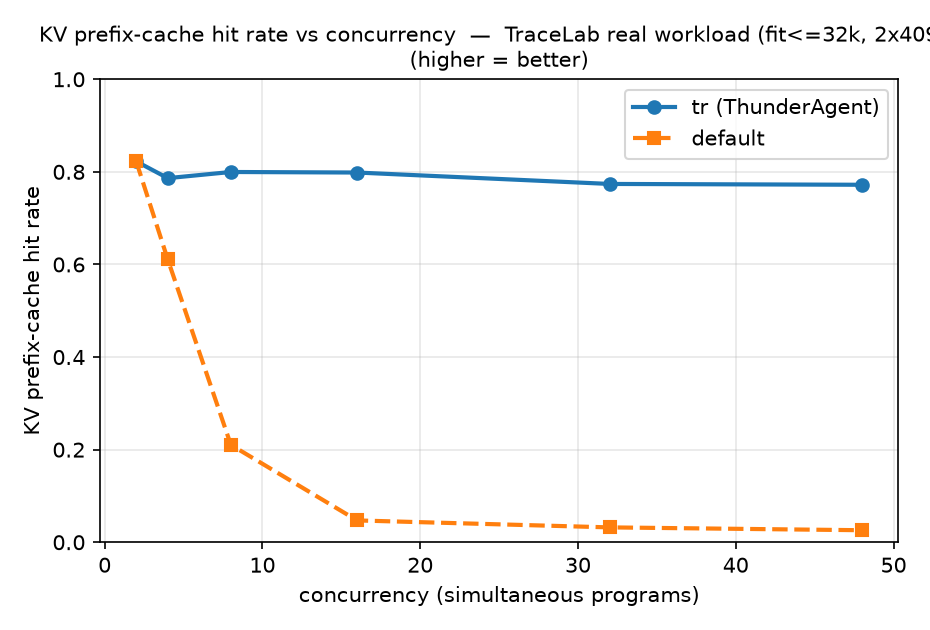 KV prefix-cache hit rate vs concurrency — TraceLab real workload (fit<=32k, 2x409
(higher = better)
1.0
0.8
0.6
0.4
0.2
0.0
KV prefix-cache hit rate
tr (ThunderAgent)
default
0 10 20 30 40 50
concurrency (simultaneous programs)